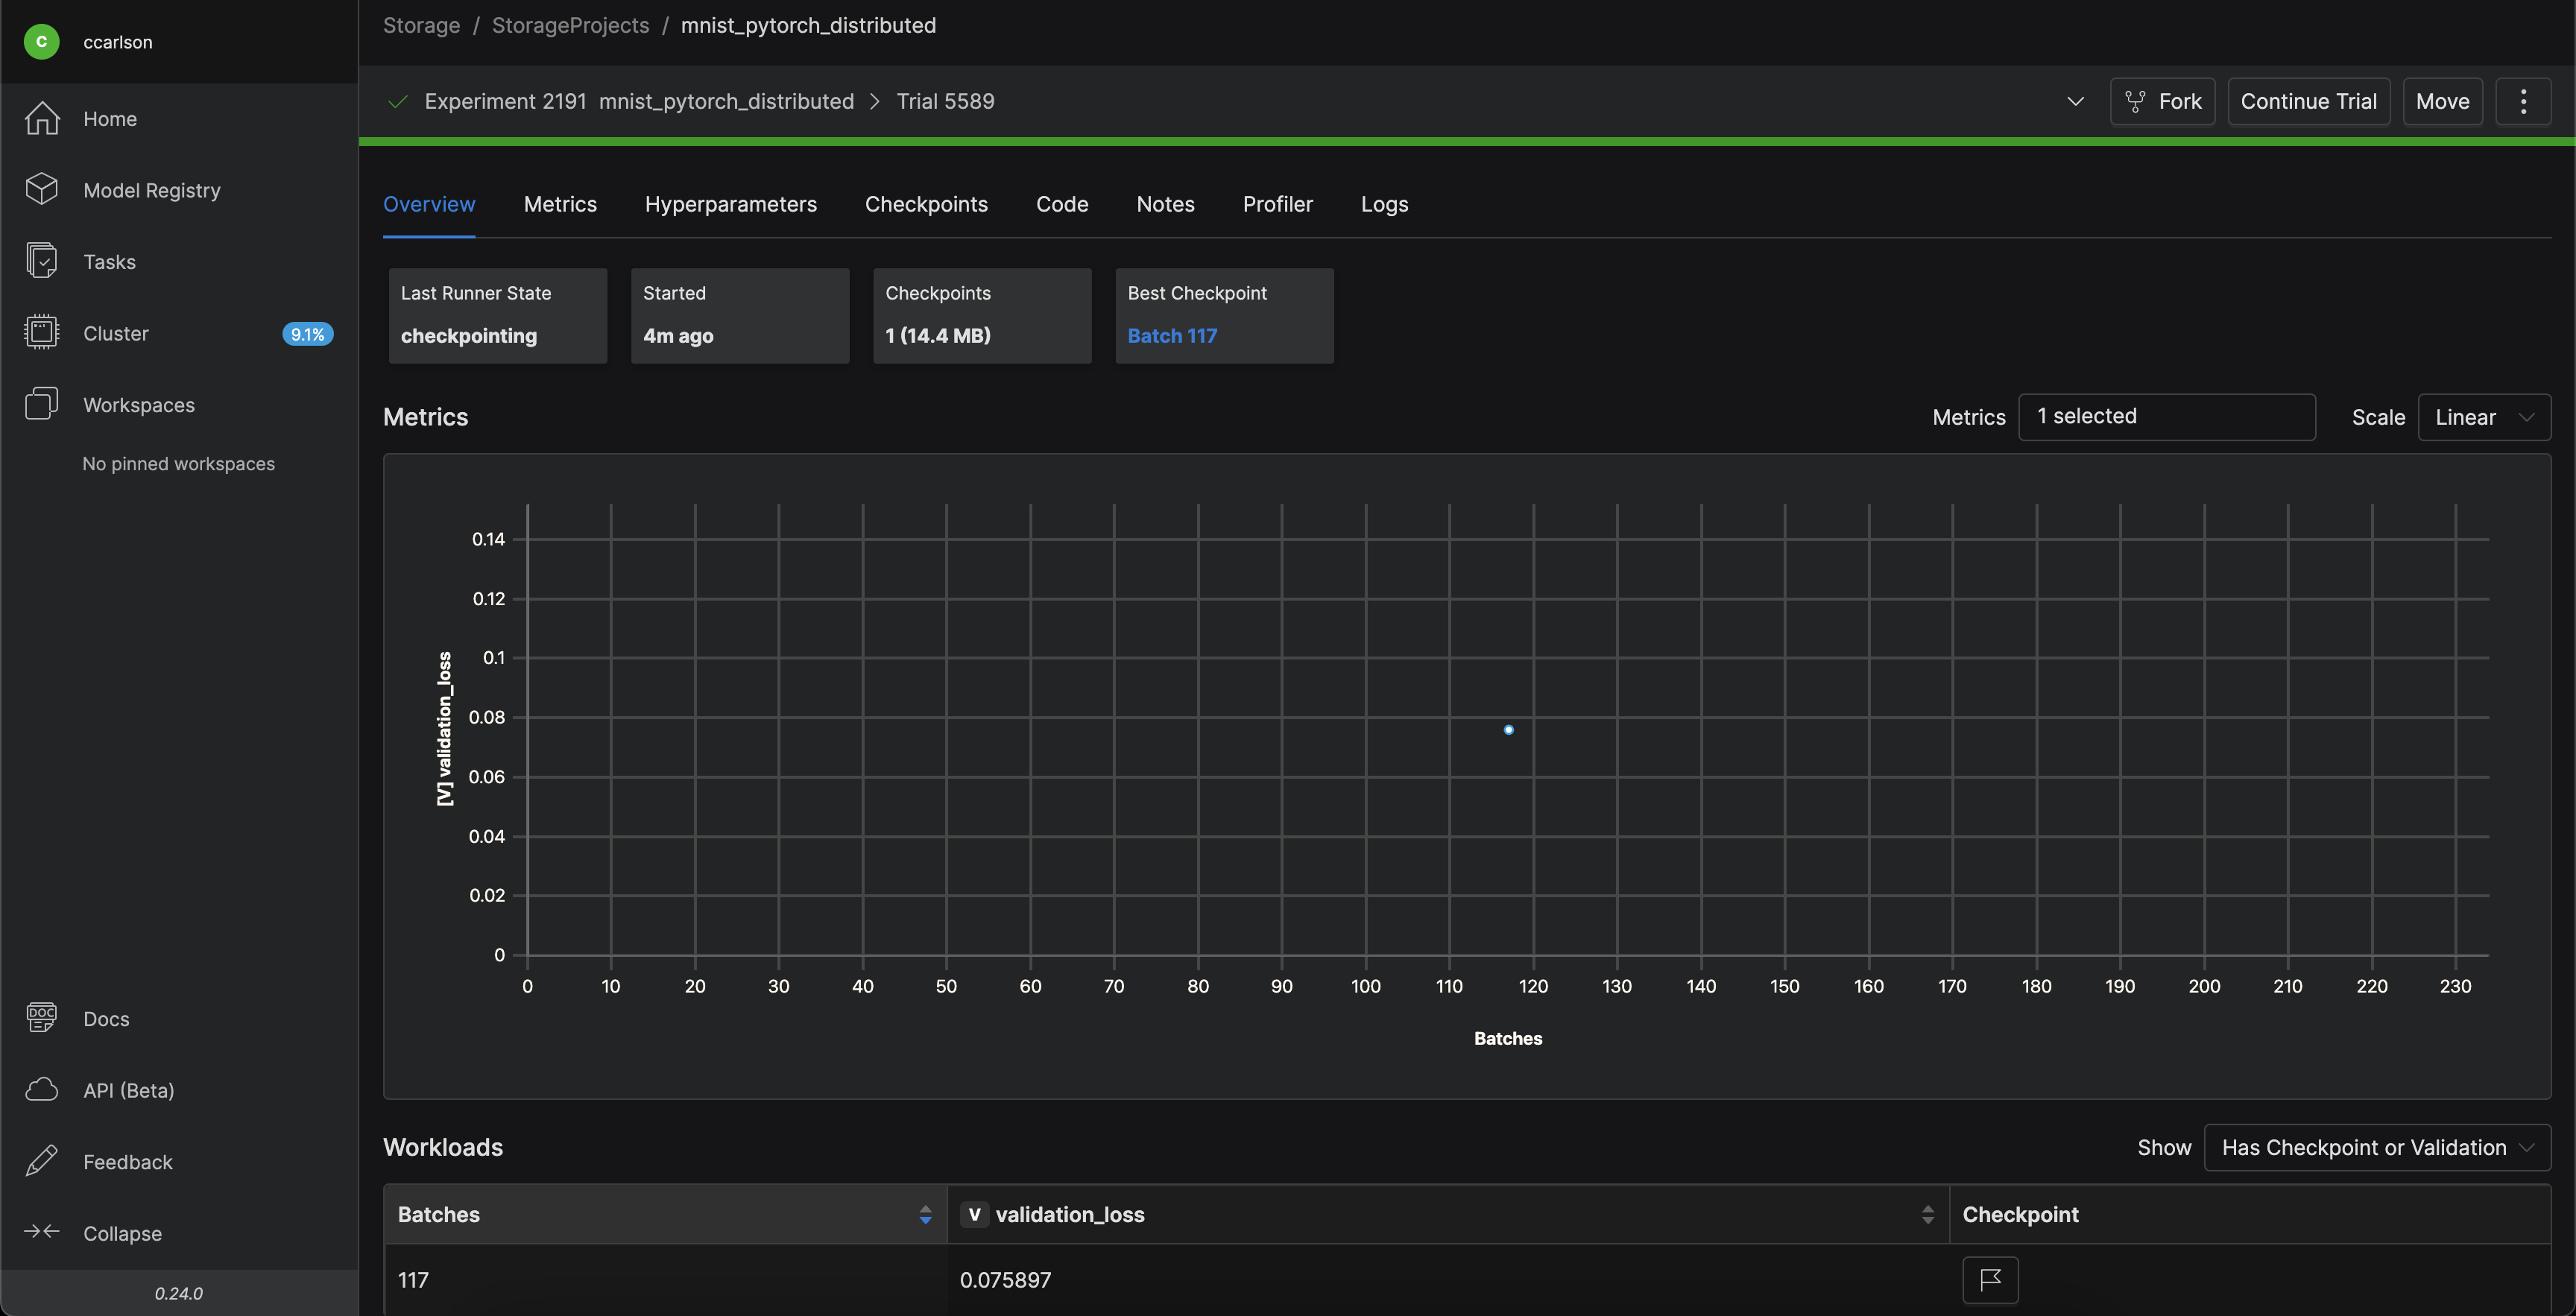 C ccarlson
Home
Model Registry
Tasks
Cluster 9.1%
Workspaces
No pinned workspaces
DOC Docs
API (Beta)
Feedback
Collapse
0.24.0
Storage / StorageProjects / mnist_pytorch_distributed
Experiment 2191 mnist_pytorch_distributed > Trial 5589
Fork Continue Trial Move
Overview Metrics Hyperparameters Checkpoints Code Notes Profiler Logs
Last Runner State
checkpointing
Started
4m ago
Checkpoints
1 (14.4 MB)
Best Checkpoint
Batch 117
Metrics
Metrics 1 selected Scale Linear
[V] validation_loss
0.14
0.12
0.1
0.08
0.06
0.04
0.02
0
0 10 20 30 40 50 60 70 80 90 100 110 120 130 140 150 160 170 180 190 200 210 220 230
Batches
Workloads
Show Has Checkpoint or Validation
Batches V validation_loss Checkpoint
117 0.075897